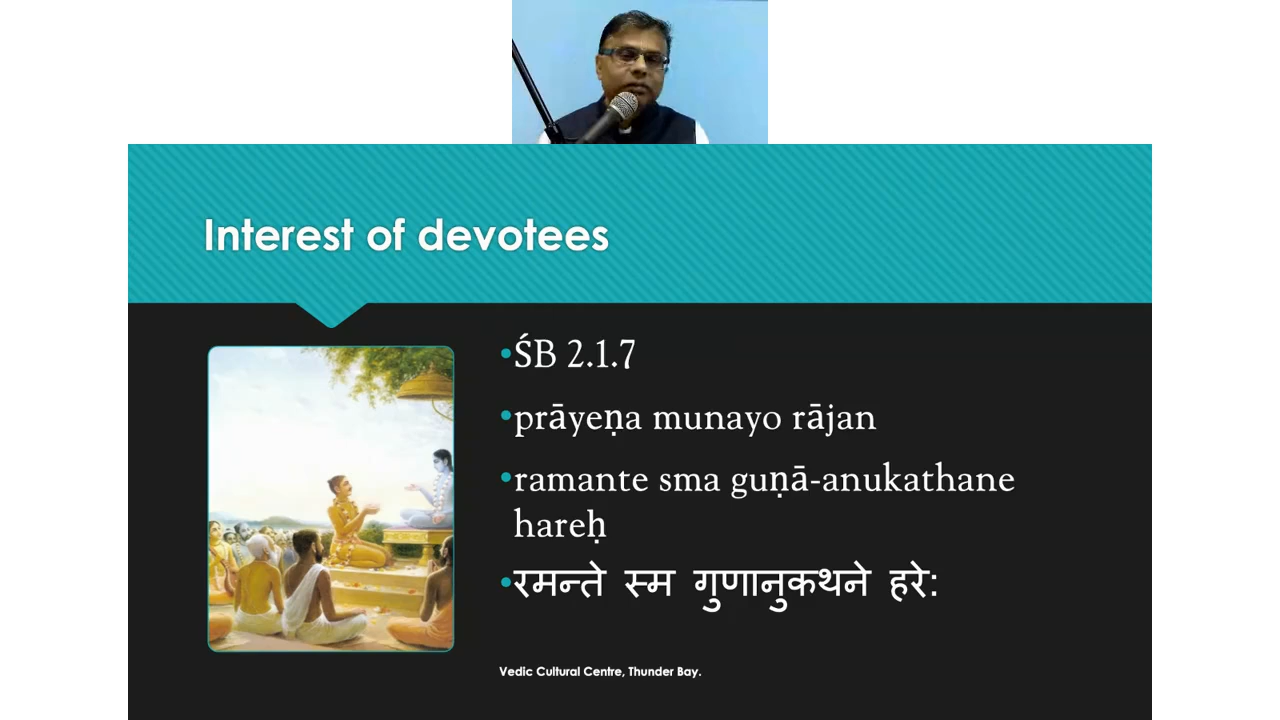 Interest of devotees
•ŚB 2.1.7
•prāyeṇa munayo rājan
•ramante sma guṇā-anukathane
hareḥ
•रमन्ते स्म गुणानुकथने हरे:
Vedic Cultural Centre, Thunder Bay.